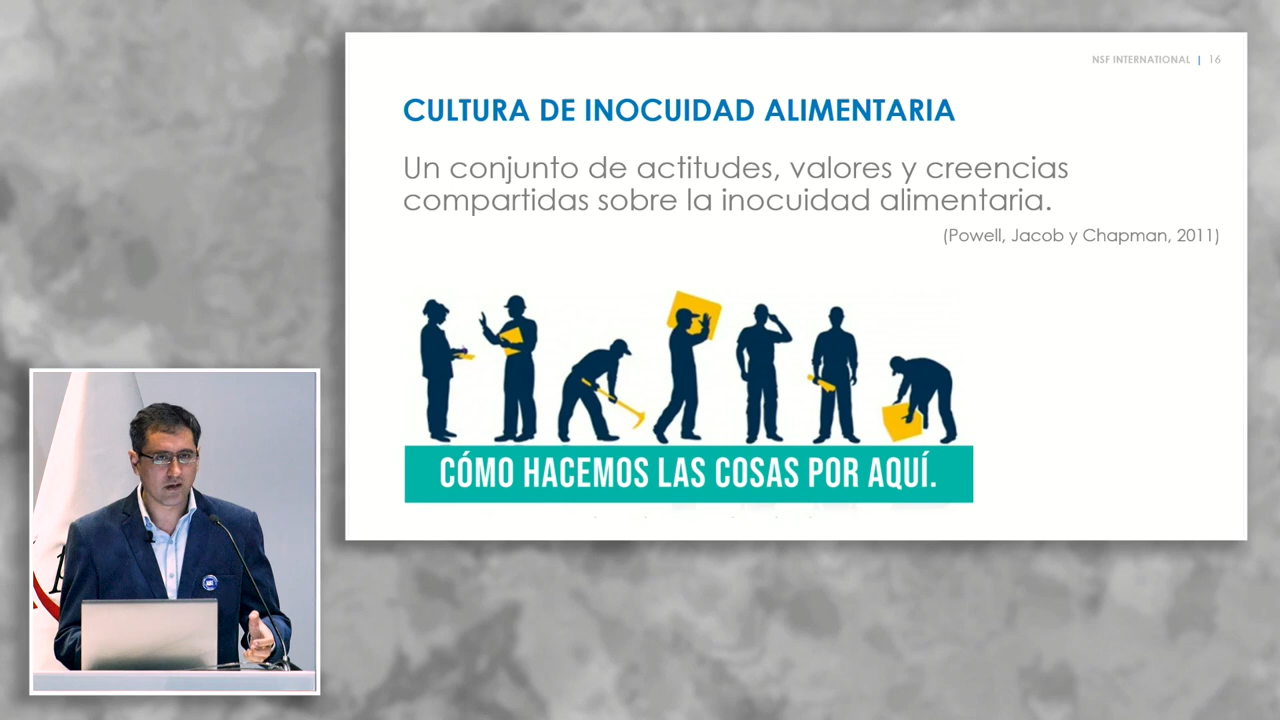 NSF INTERNATIONAL | 16
CULTURA DE INOCUIDAD ALIMENTARIA
Un conjunto de actitudes, valores y creencias
compartidas sobre la inocuidad alimentaria.
(Powell, Jacob y Chapman, 2011)
CÓMO HACEMOS LAS COSAS POR AQUÍ.